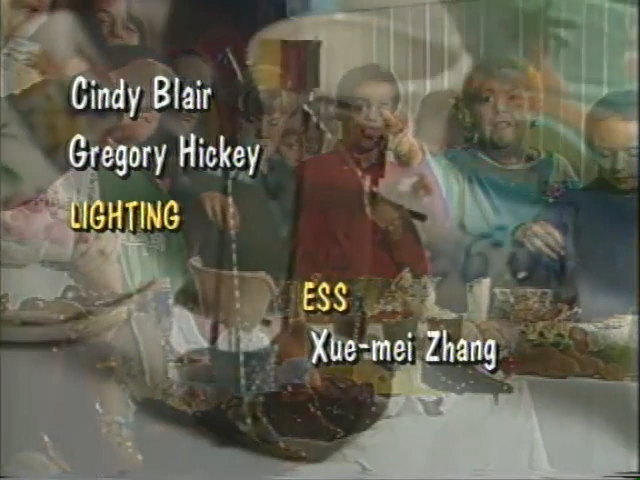 Cindy Blair
Gregory Hickey
LIGHTING
ESS
Xue-mei Zhang